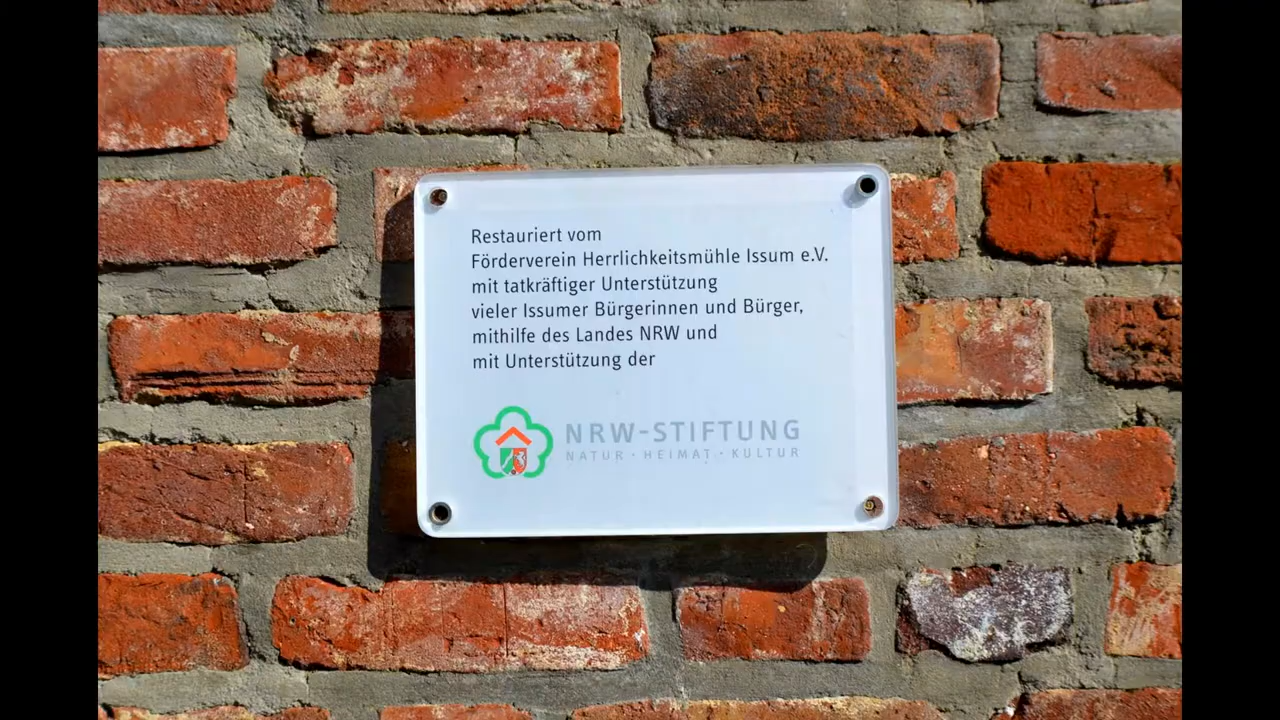 Restauriert vom
Förderverein Herrlichkeitsmühle Issum e.V.
mit tatkräftiger Unterstützung
vieler Issumer Bürgerinnen und Bürger,
mithilfe des Landes NRW und
mit Unterstützung der
NRW-STIFTUNG
NATUR · HEIMAT · KULTUR